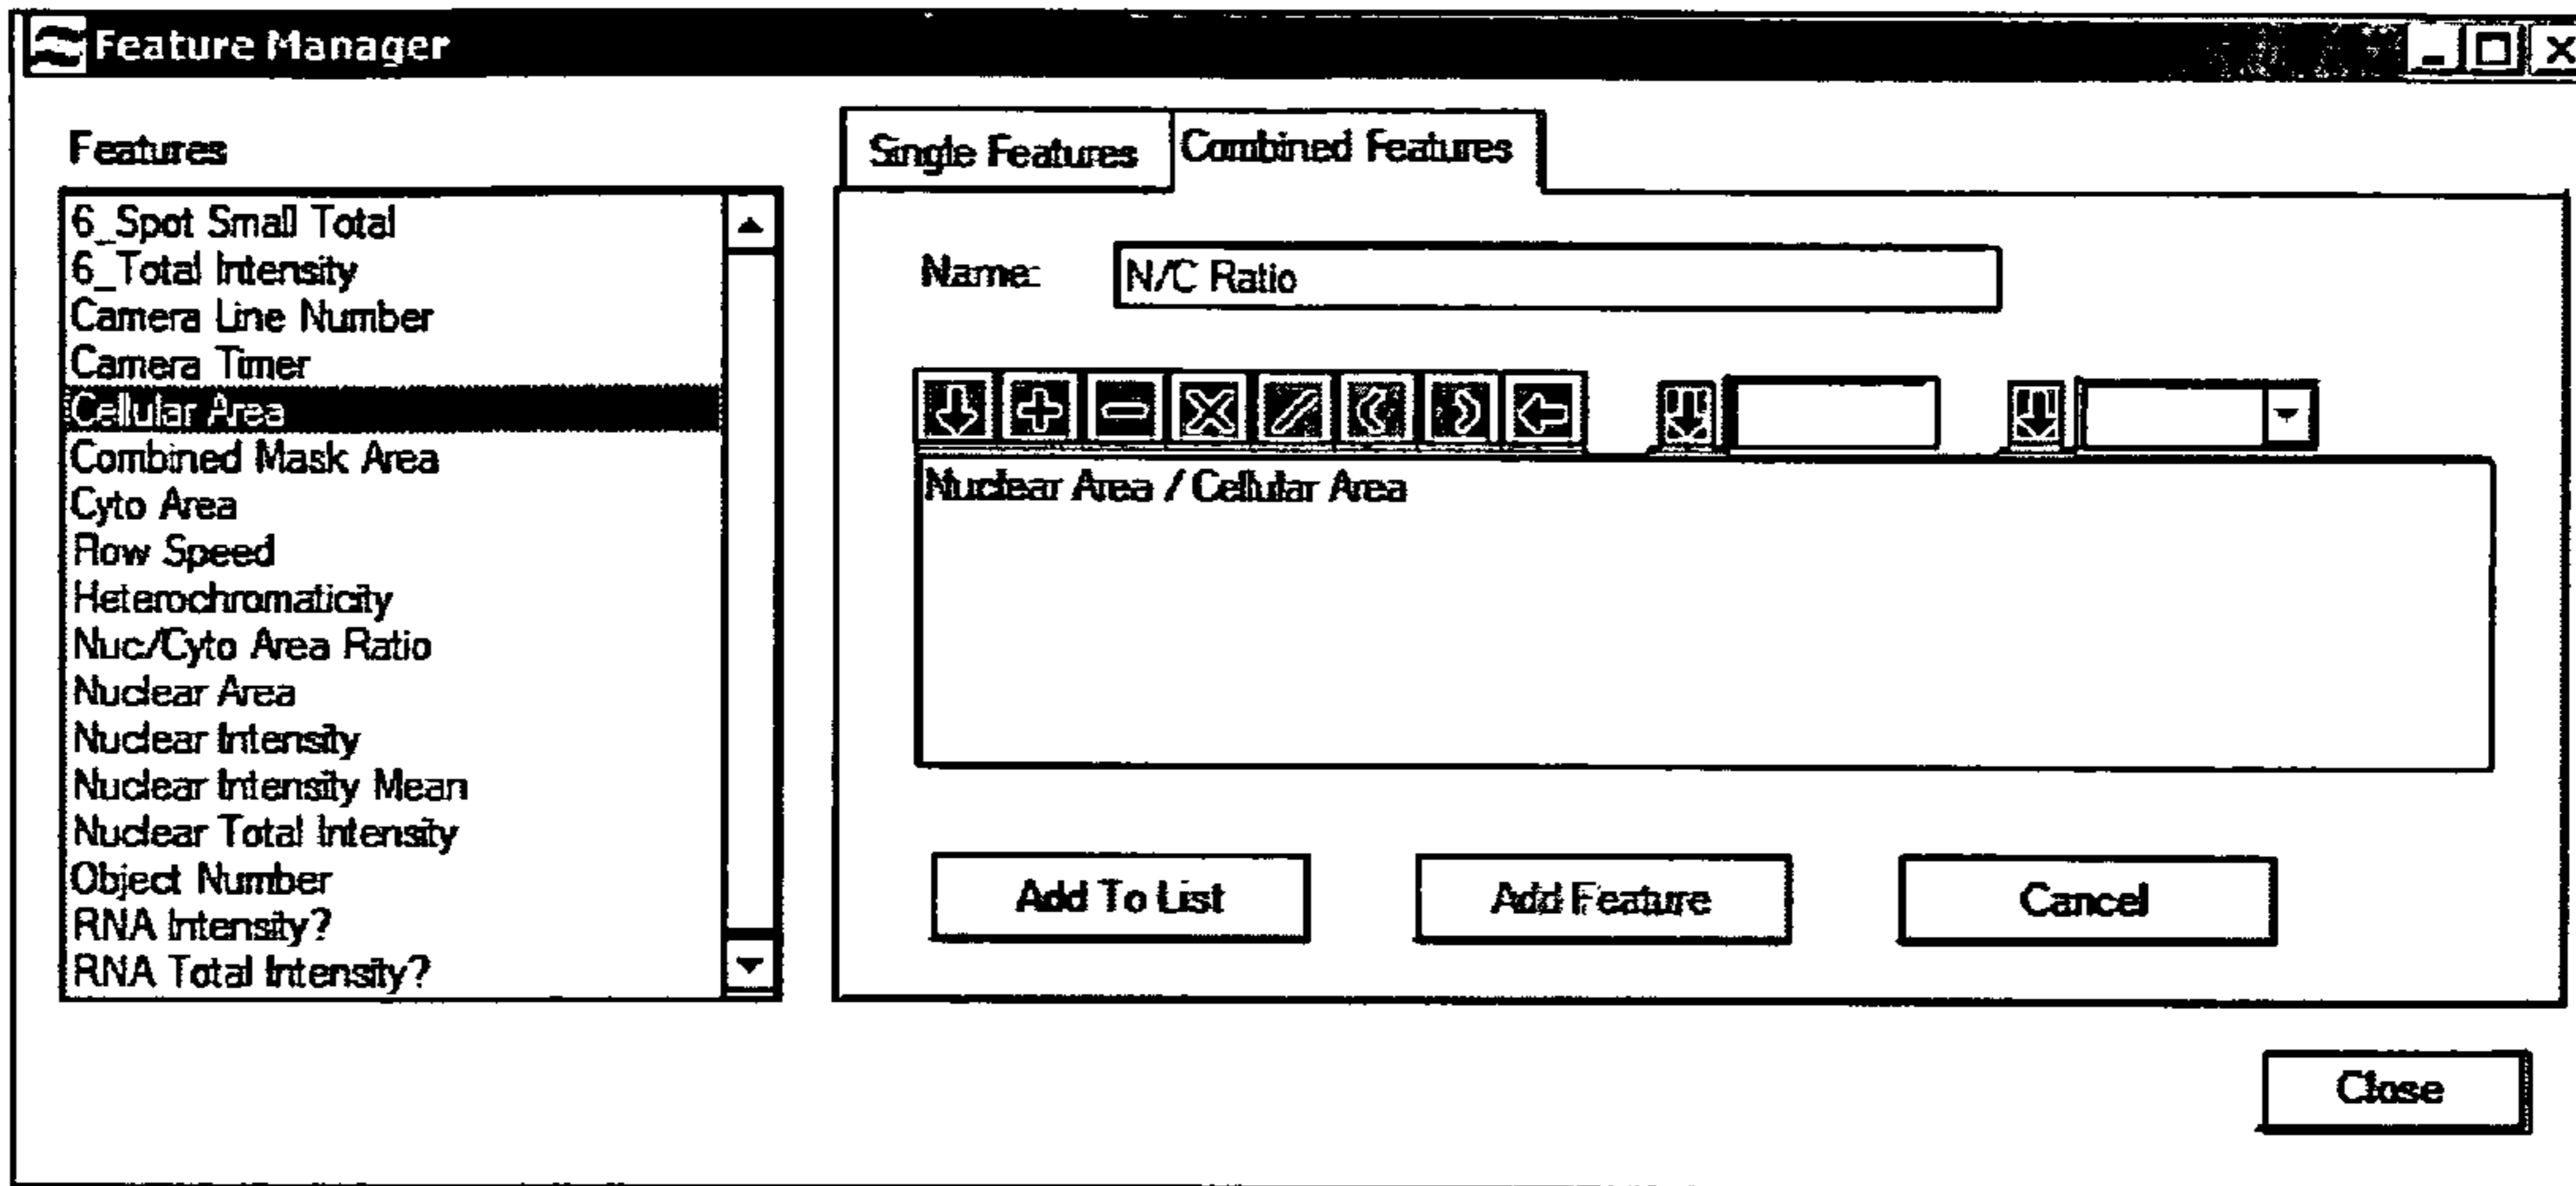 Feature Manager
Features
6_Spot Small Total
6_Total Intensity
Camera Line Number
Camera Timer
Cellular Area
Combined Mask Area
Cyto Area
Flow Speed
Heterochromaticity
Nuc/Cyto Area Ratio
Nuclear Area
Nuclear Intensity
Nuclear Intensity Mean
Nuclear Total Intensity
Object Number
RNA Intensity?
RNA Total Intensity?
Single Features
Combined Features
Name: N/C Ratio
Nuclear Area / Cellular Area
Add To List
Add Feature
Cancel
Close